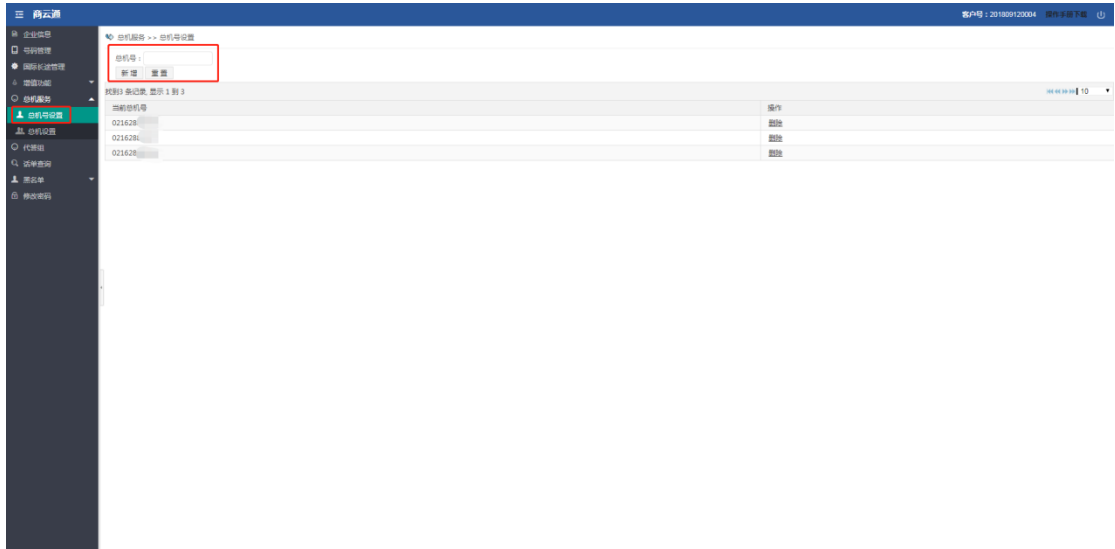 商云通
客户号：201809120004 操作手册下载
企业信息
号码管理
国际长途管理
增值功能
总机服务
总机号设置
总机设置
代答组
话单查询
黑名单
修改密码
总机服务 >> 总机号设置
总机号：
新增 重置
找到3 条记录, 显示 1 到 3
10
当前总机号 操作
021628 删除
021628 删除
021628 删除